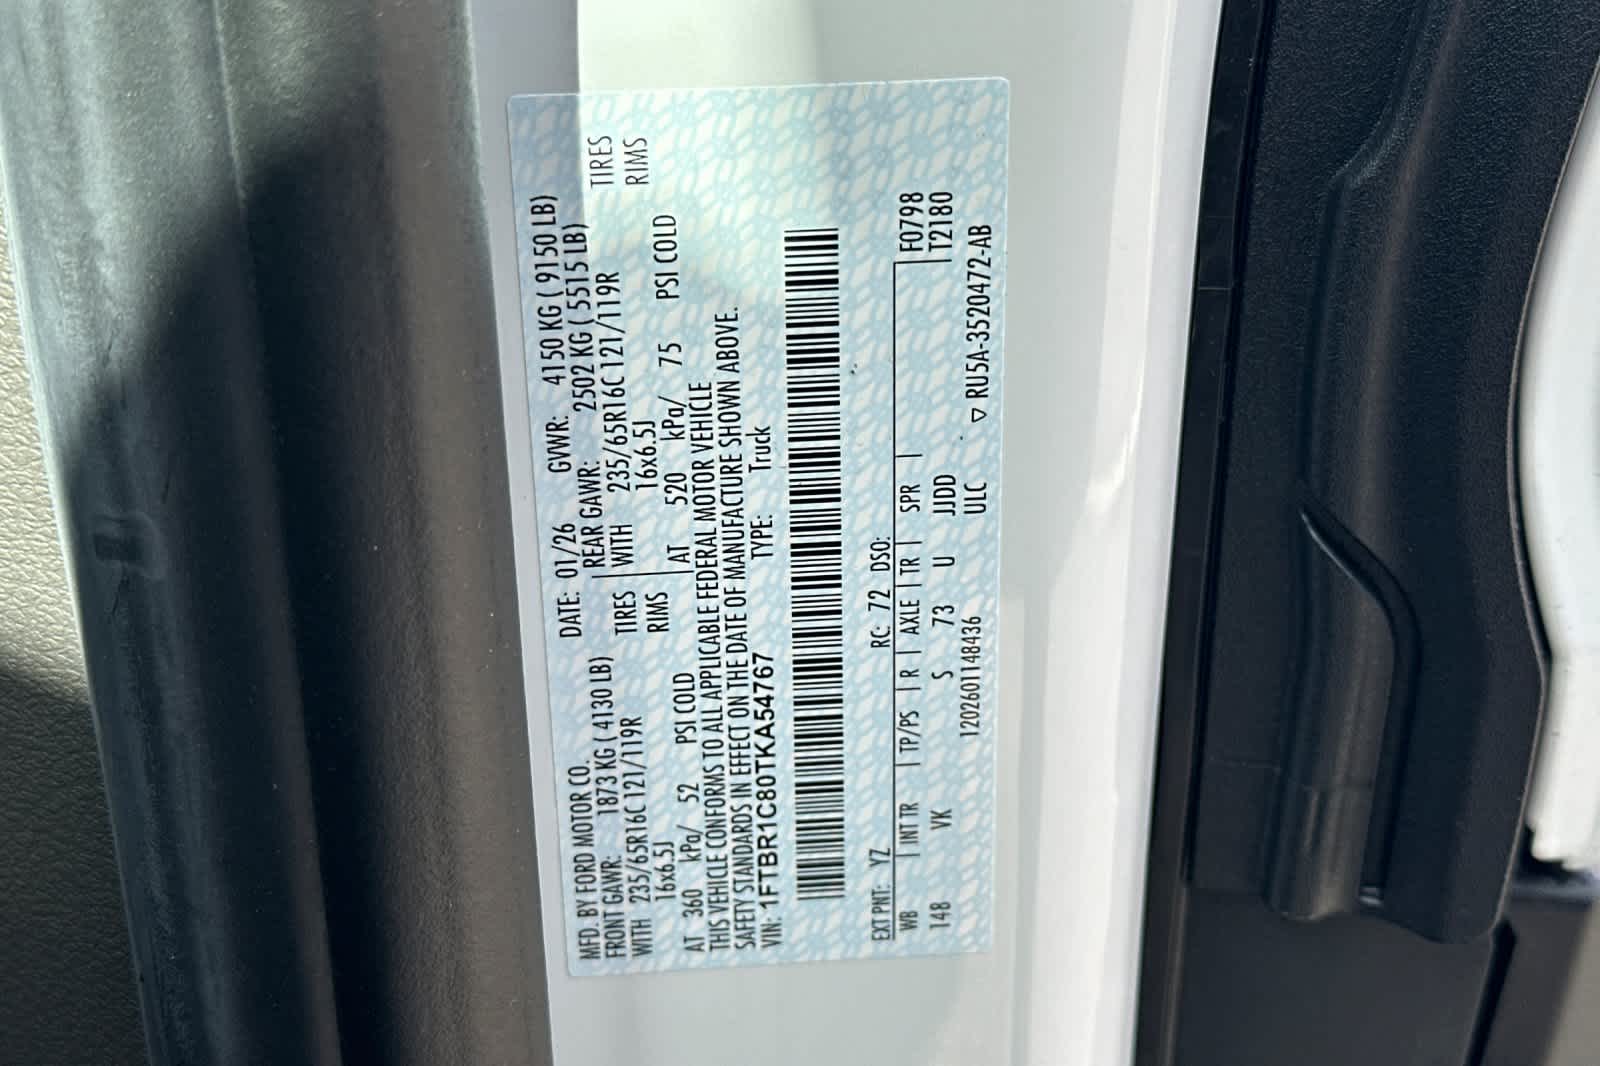 MFD. BY FORD MOTOR CO. DATE: 01/26 GVWR: 4150 KG ( 9150 LB)
FRONT GAWR: 1873 KG ( 4130 LB) REAR GAWR: 2502 KG ( 5515 LB)
WITH 235/65R16C 121/119R TIRES WITH 235/65R16C 121/119R TIRES
16x6.5J RIMS 16x6.5J RIMS
AT 360 kPa/ 52 PSI COLD AT 520 kPa/ 75 PSI COLD
THIS VEHICLE CONFORMS TO ALL APPLICABLE FEDERAL MOTOR VEHICLE
SAFETY STANDARDS IN EFFECT ON THE DATE OF MANUFACTURE SHOWN ABOVE.
VIN: 1FTBR1C80TKA54767 TYPE: Truck
EXT PNT: YZ RC: 72 DSO:
WB INT TR TP/PS R AXLE TR SPR F0798
148 VK S 73 U JJDD T2180
120260114843​6 ULC ▽ RU5A-3520472-AB